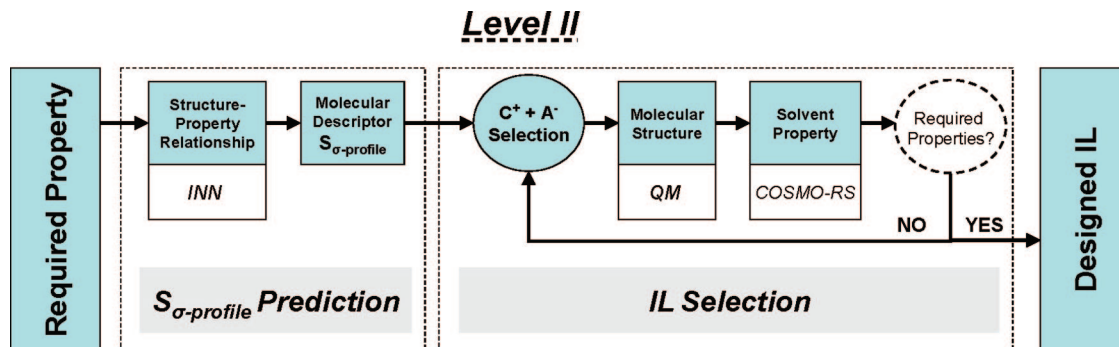 Level II
Required Property
Structure-
Property
Relationship
INN
Molecular
Descriptor
Sσ-profile
C+ + A-
Selection
Molecular
Structure
QM
Solvent
Property
COSMO-RS
Required
Properties?
NO
YES
Designed IL
Sσ-profile Prediction
IL Selection